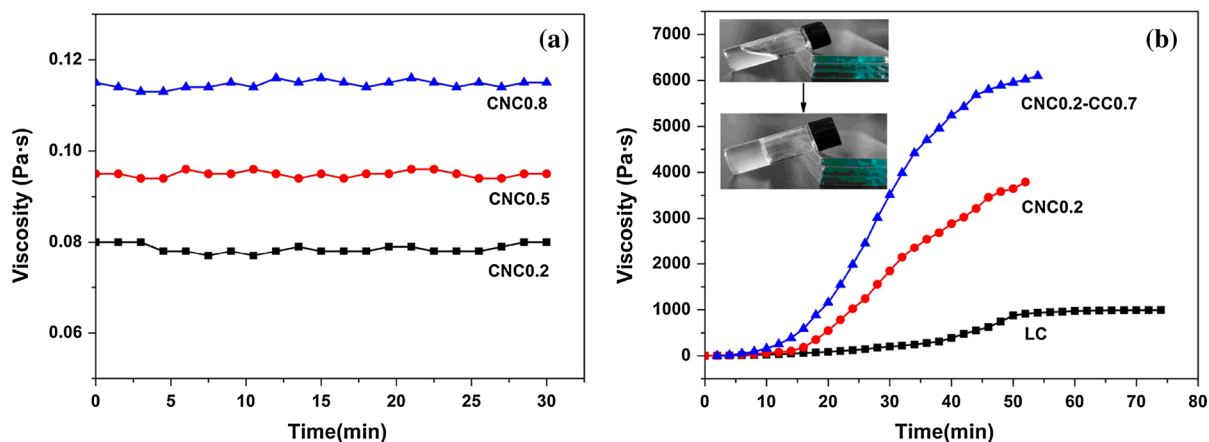 (a)
0.12
0.10
0.08
0.06
Viscosity (Pa·s)
CNC0.8
CNC0.5
CNC0.2
0 5 10 15 20 25 30
Time(min)
(b)
7000
6000
5000
4000
3000
2000
1000
0
Viscosity (Pa·s)
CNC0.2-CC0.7
CNC0.2
LC
0 10 20 30 40 50 60 70 80
Time(min)